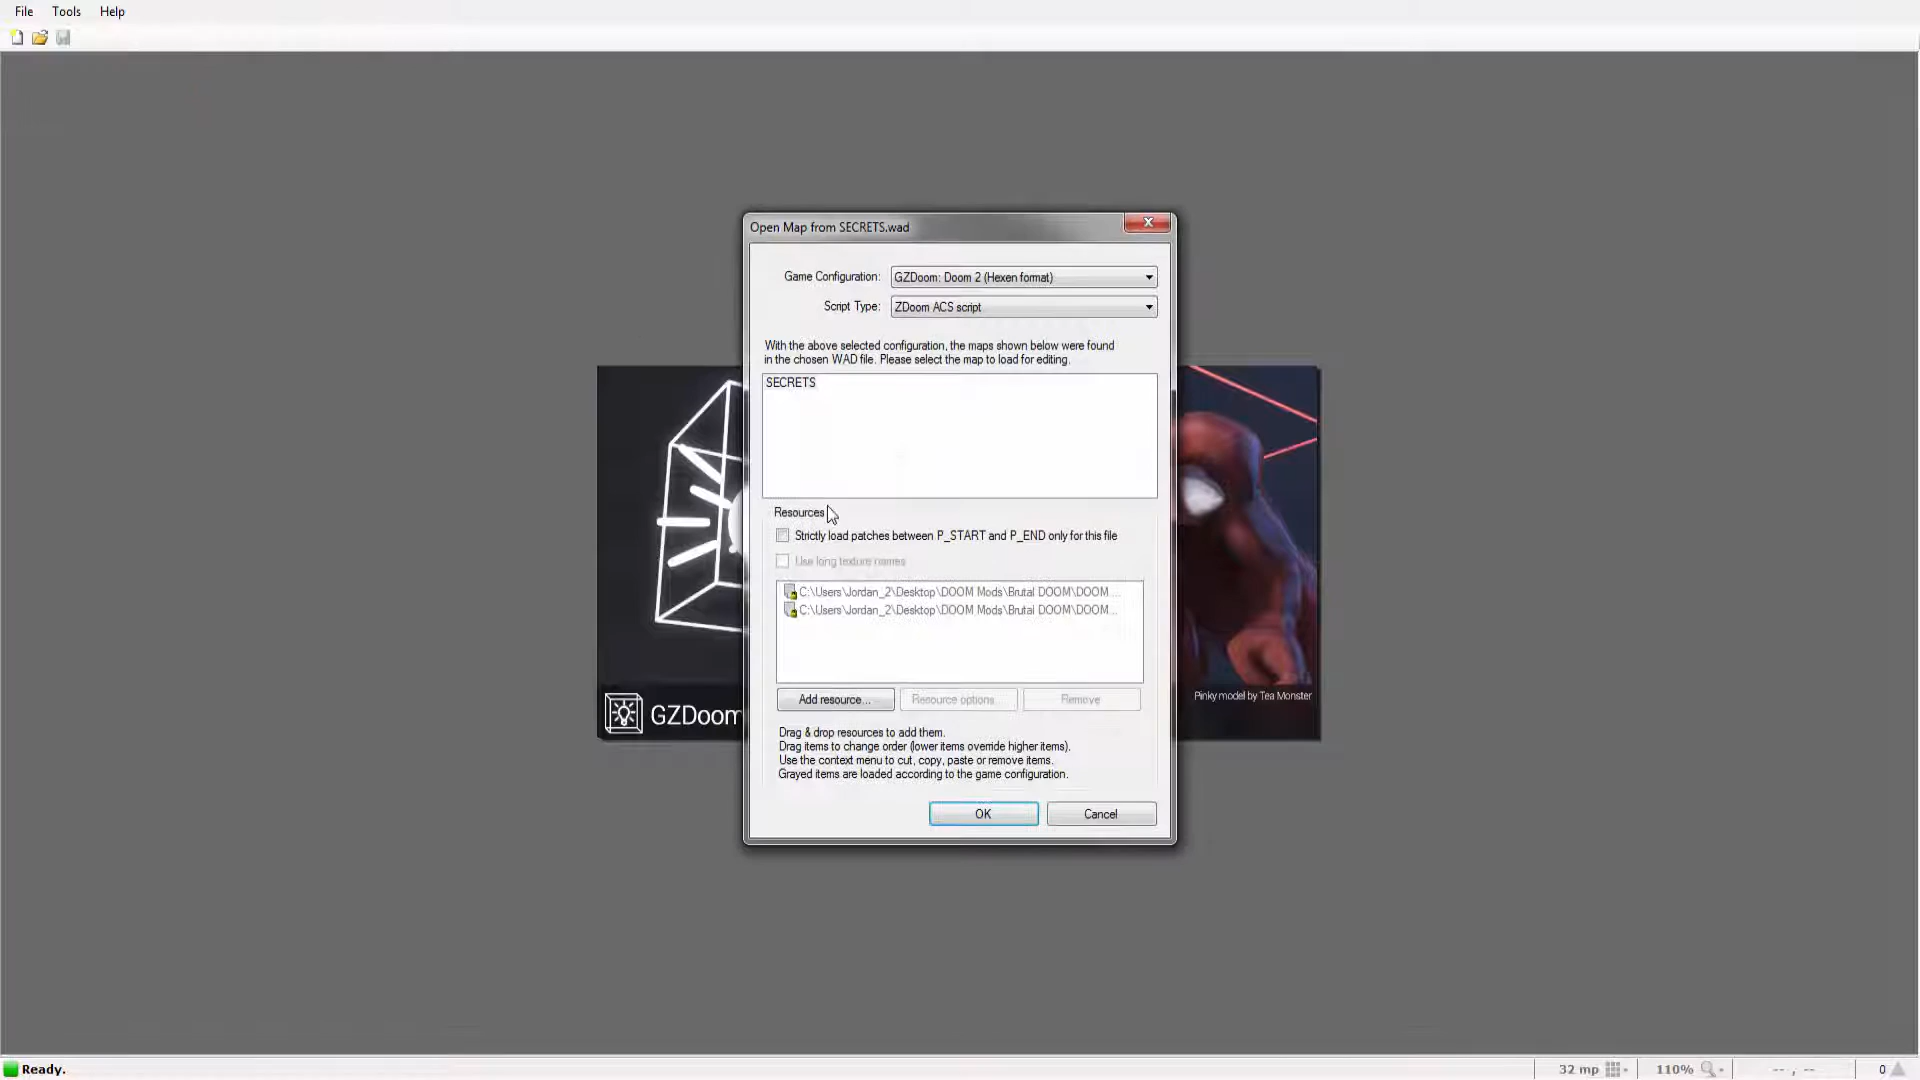 File Tools Help
Open Map from SECRETS.wad
Game Configuration: GZDoom: Doom 2 (Hexen format)
Script Type: ZDoom ACS script
With the above selected configuration, the maps shown below were found
in the chosen WAD file. Please select the map to load for editing.
SECRETS
Resources
Strictly load patches between P_START and P_END only for this file
Use long texture names
C:\Users\Jordan_2\Desktop\DOOM Mods\Brutal DOOM\DOOM ...
C:\Users\Jordan_2\Desktop\DOOM Mods\Brutal DOOM\DOOM...
Add resource... Resource options... Remove
GZDoom
Pinky model by Tea Monster
Drag & drop resources to add them.
Drag items to change order (lower items override higher items).
Use the context menu to cut, copy, paste or remove items.
Grayed items are loaded according to the game configuration.
OK Cancel
Ready. 32 mp 110% -- , -- 0